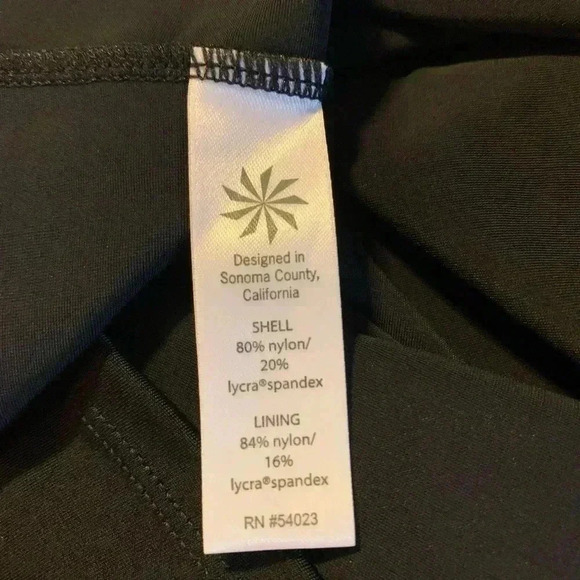 Designed in
Sonoma County,
California
SHELL
80% nylon/
20%
lycra®spandex
LINING
84% nylon/
16%
lycra®spandex
RN #54023